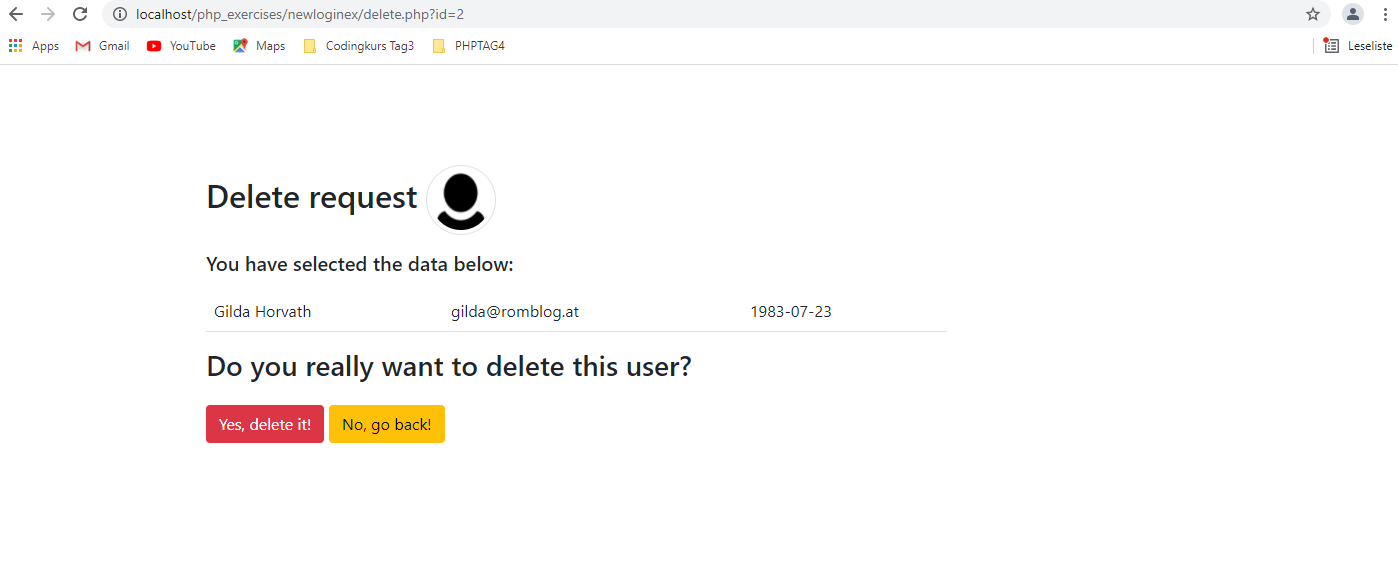 localhost/php_exercises/newloginex/delete.php?id=2
Apps Gmail YouTube Maps Codingkurs Tag3 PHPTAG4 Leseliste
Delete request
You have selected the data below:
Gilda Horvath gilda@romblog.at 1983-07-23
Do you really want to delete this user?
Yes, delete it! No, go back!